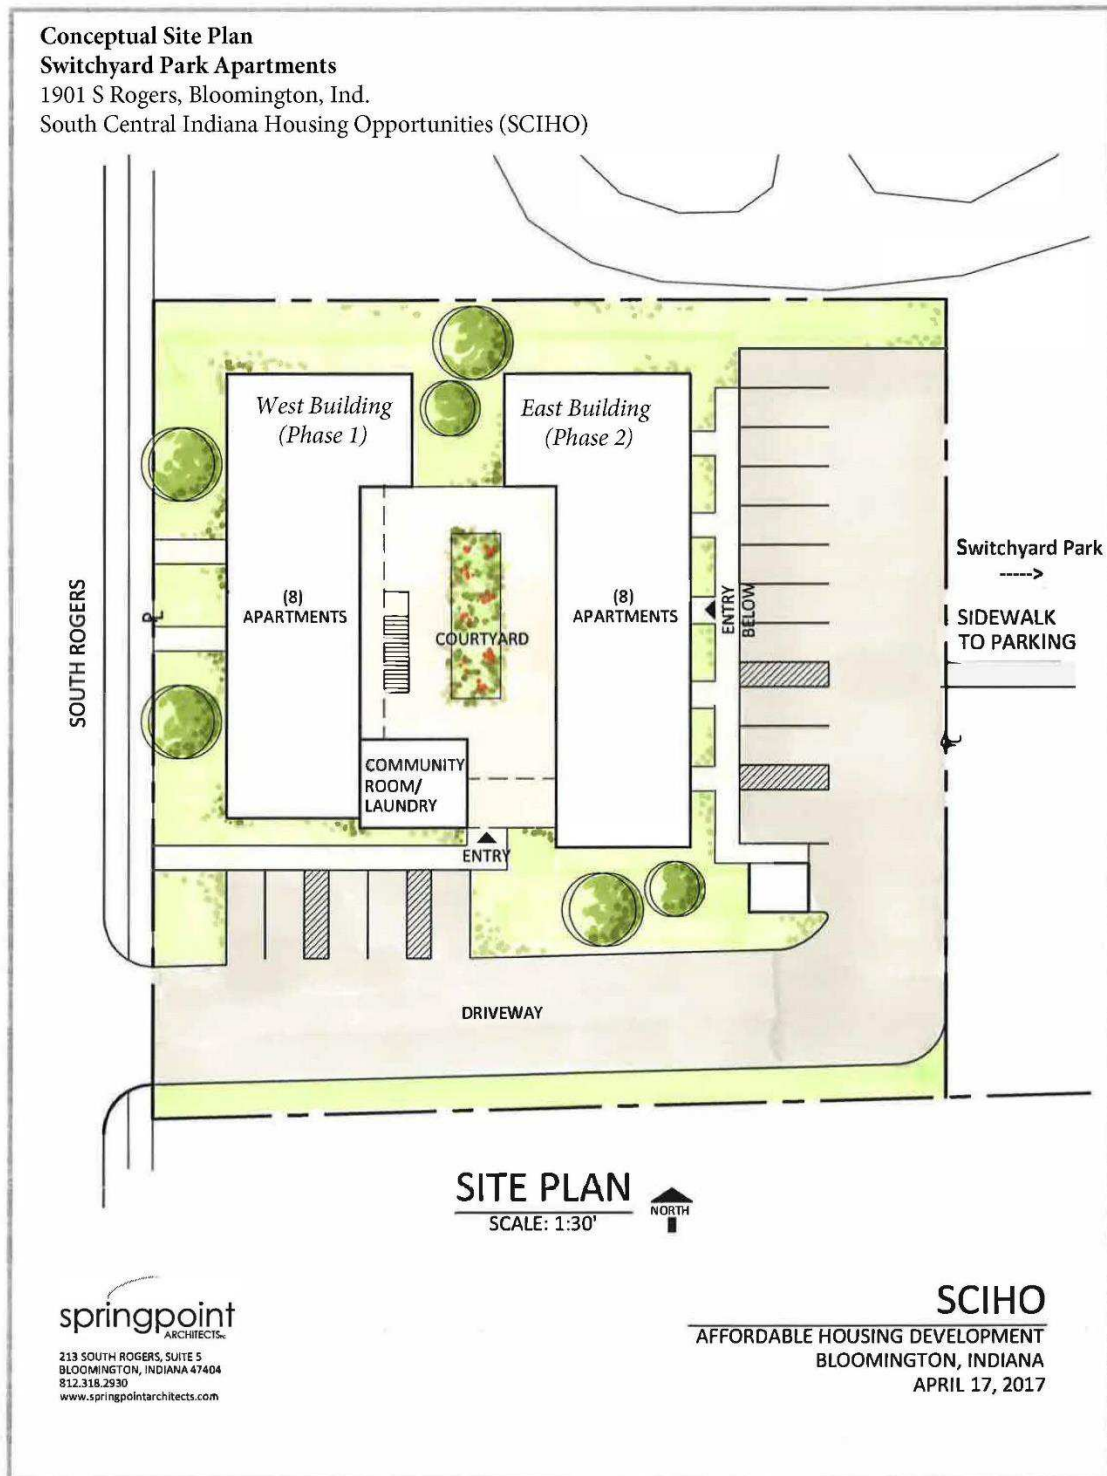 Conceptual Site Plan
Switchyard Park Apartments
1901 S Rogers, Bloomington, Ind.
South Central Indiana Housing Opportunities (SCIHO)
West Building
(Phase 1)
East Building
(Phase 2)
SOUTH ROGERS
PL
(8)
APARTMENTS
COURTYARD
(8)
APARTMENTS
ENTRY
BELOW
Switchyard Park
----->
SIDEWALK
TO PARKING
COMMUNITY
ROOM/
LAUNDRY
ENTRY
DRIVEWAY
SITE PLAN
SCALE: 1:30'
NORTH
springpoint
ARCHITECTS
213 SOUTH ROGERS, SUITE 5
BLOOMINGTON, INDIANA 47404
812.318.2930
www.springpointarchitects.com
SCIHO
AFFORDABLE HOUSING DEVELOPMENT
BLOOMINGTON, INDIANA
APRIL 17, 2017